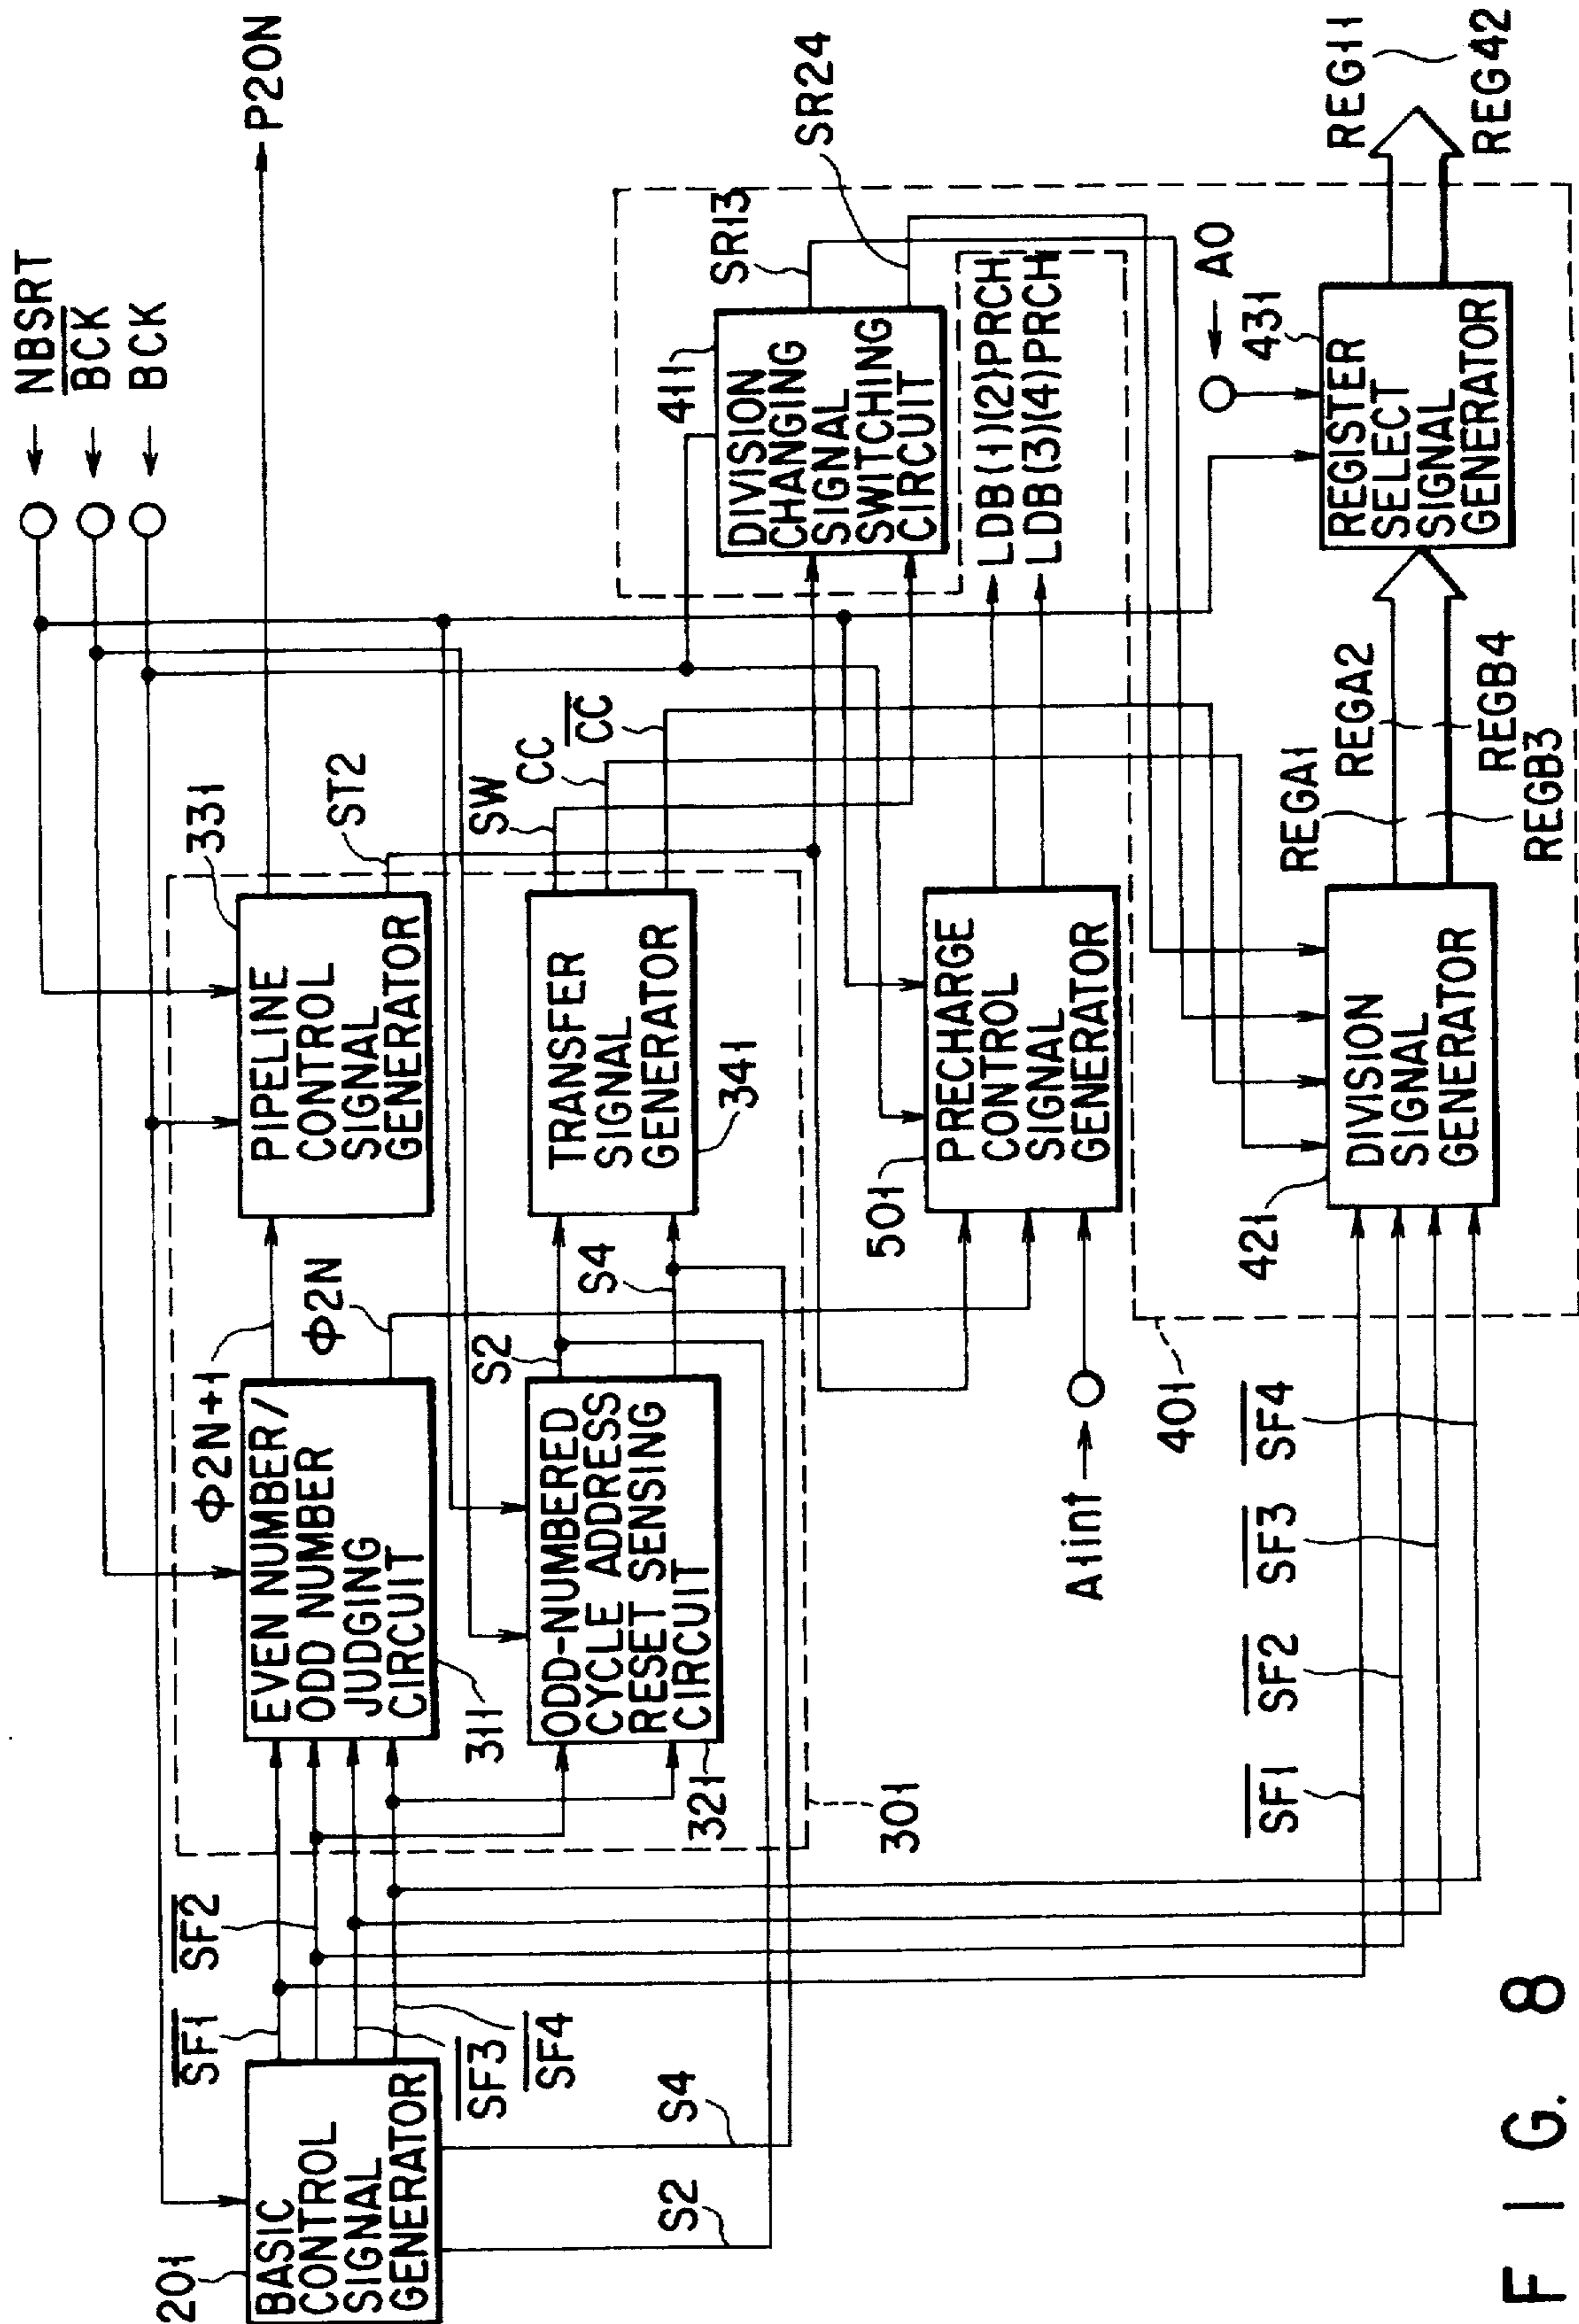 NBSRT
BCK
BCK
P20N
331
ST2
PIPELINE
CONTROL
SIGNAL
GENERATOR
Φ2N+1
Φ2N
EVEN NUMBER/
ODD NUMBER
JUDGING
CIRCUIT
311
SF1
SF2
SF3
SF4
201
BASIC
CONTROL
SIGNAL
GENERATOR
S2
S4
ODD-NUMBERED
CYCLE ADDRESS
RESET SENSING
CIRCUIT
321
S2
S4
301
TRANSFER
SIGNAL
GENERATOR
341
SW
CC
CC
411
DIVISION
CHANGING
SIGNAL
SWITCHING
CIRCUIT
SR13
SR24
501
PRECHARGE
CONTROL
SIGNAL
GENERATOR
LDB(1)(2)PRCH
LDB(3)(4)PRCH
A1int
401
SF1
SF2
SF3
SF4
421
DIVISION
SIGNAL
GENERATOR
REGA1
REGA2
REGB4
REGB3
A0
431
REGISTER
SELECT
SIGNAL
GENERATOR
REG11
REG42
FIG. 8